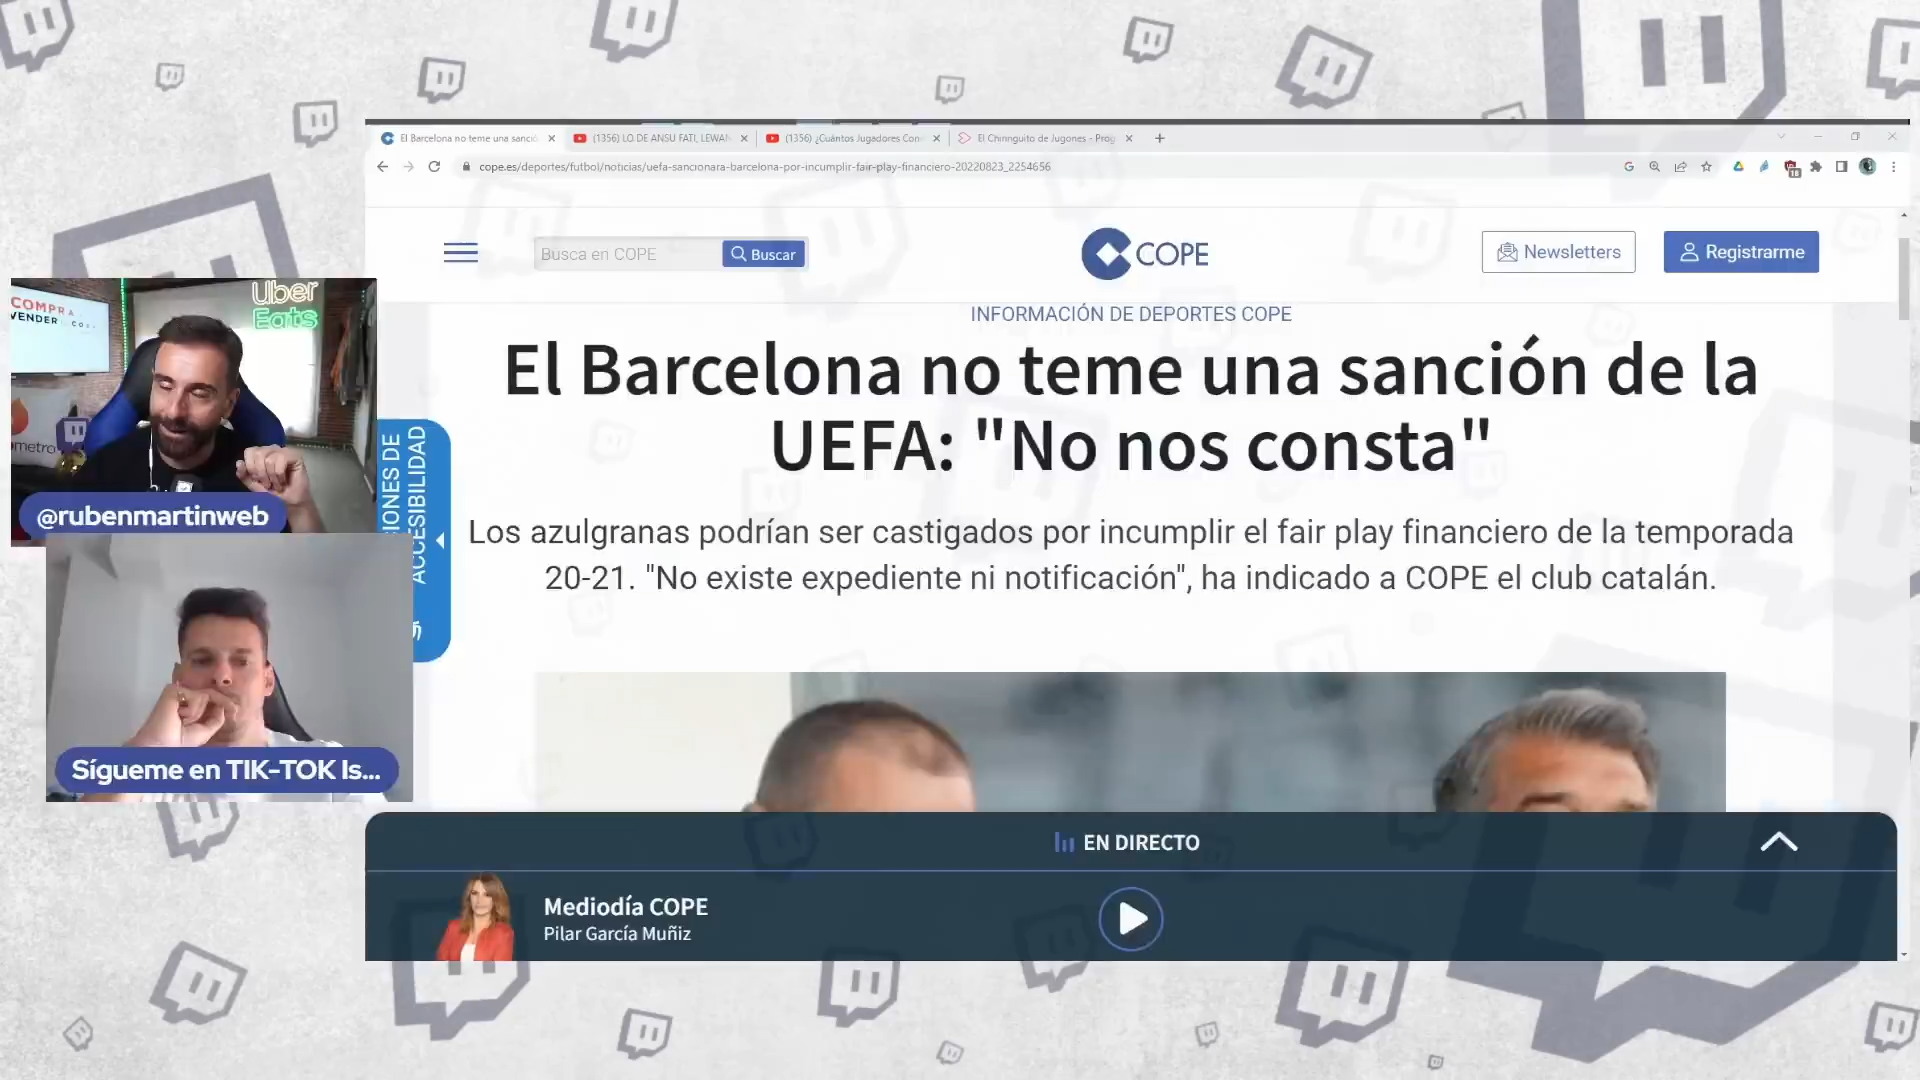 El Barcelona no teme una sanció
(1356) LO DE ANSU FATI, LEWAN
(1356) ¿Cuántos Jugadores Con
El Chiringuito de Jugones - Prog
cope.es/deportes/futbol/noticias/uefa-sancionara-barcelona-por-incumplir-fair-play-financiero-20220823_2254656
Busca en COPE
Buscar
COPE
Newsletters
Registrarme
INFORMACIÓN DE DEPORTES COPE
El Barcelona no teme una sanción de la
UEFA: "No nos consta"
Los azulgranas podrían ser castigados por incumplir el fair play financiero de la temporada
20-21. "No existe expediente ni notificación", ha indicado a COPE el club catalán.
IONES DE
ACCESIBILIDAD
COMPRA
VENDER
Uber
Eats
metro
@rubenmartinweb
Sígueme en TIK-TOK Is...
EN DIRECTO
Mediodía COPE
Pilar García Muñiz